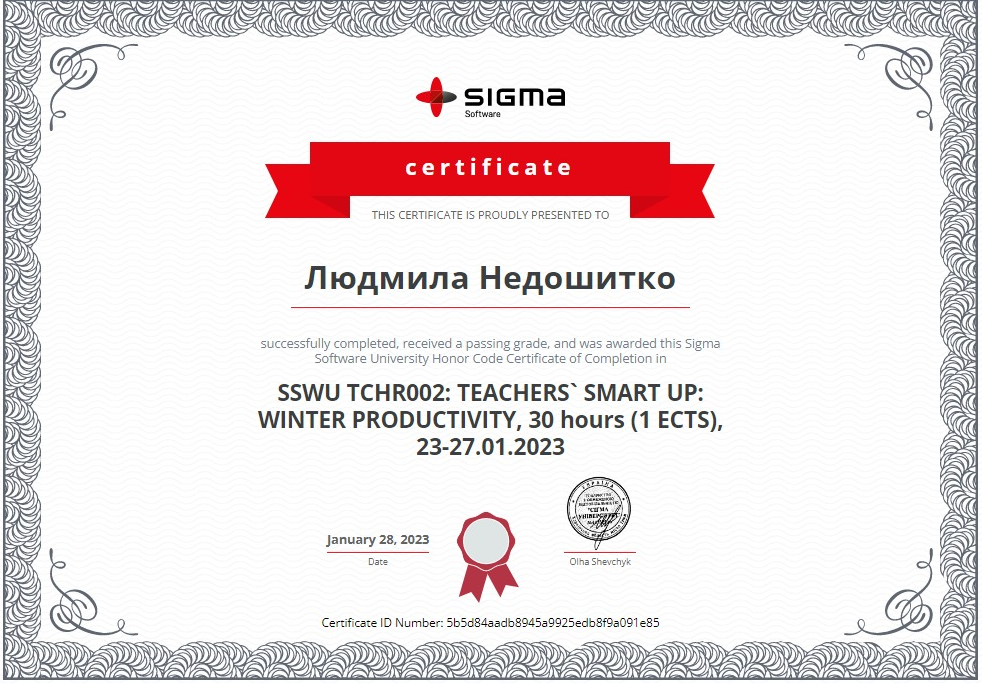 SIGMA
Software
certificate
THIS CERTIFICATE IS PROUDLY PRESENTED TO
Людмила Недошитко
successfully completed, received a passing grade, and was awarded this Sigma
Software University Honor Code Certificate of Completion in
SSWU TCHR002: TEACHERS` SMART UP:
WINTER PRODUCTIVITY, 30 hours (1 ECTS),
23-27.01.2023
УКРАЇНА
"СІГМА
January 28, 2023
Date
Olha Shevchyk
Certificate ID Number: 5b5d84aadb8945a9925edb8f9a091e85